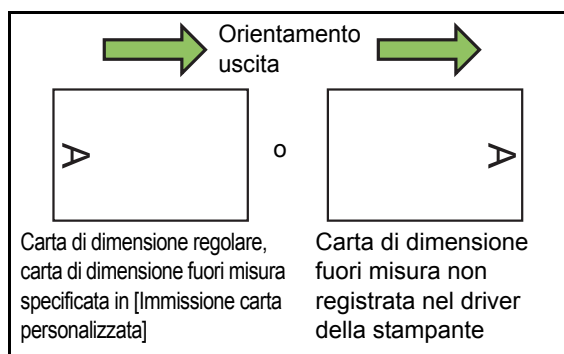 Orientamento
uscita
A
o
A
Carta di dimensione regolare,
carta di dimensione fuori misura
specificata in [Immissione carta
personalizzata]
Carta di dimensione
fuori misura non
registrata nel driver
della stampante